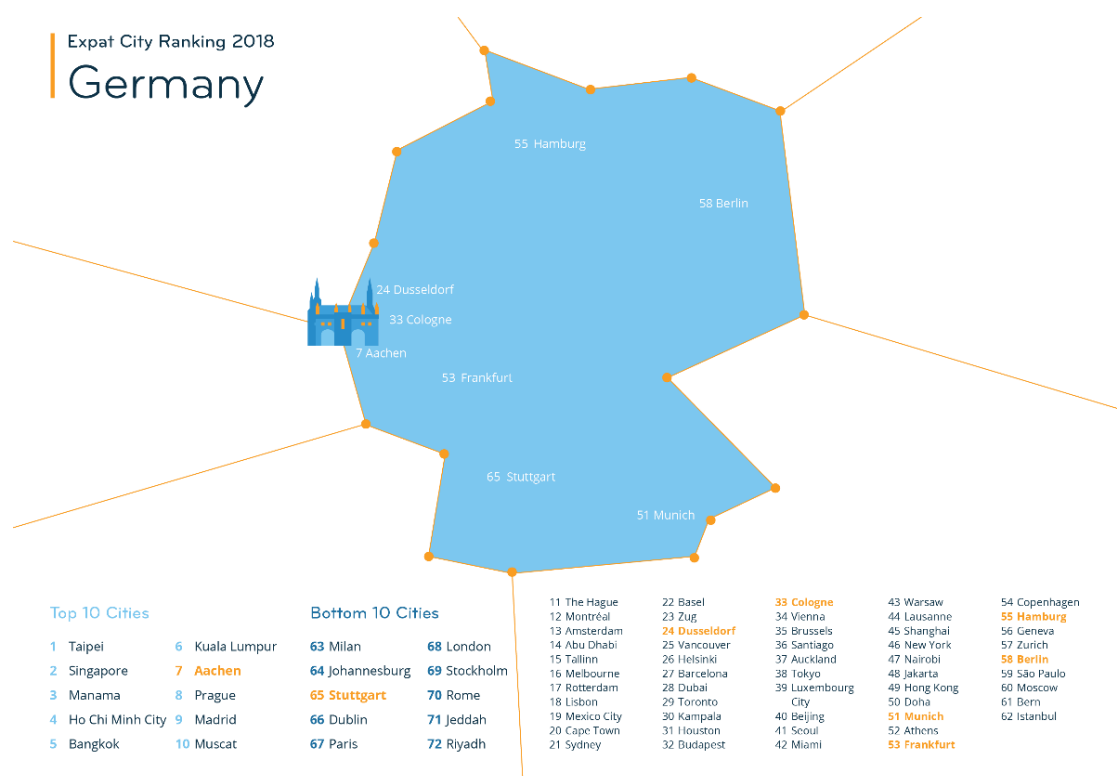 Expat City Ranking 2018
Germany
55 Hamburg
58 Berlin
24 Dusseldorf
33 Cologne
7 Aachen
53 Frankfurt
65 Stuttgart
51 Munich
Top 10 Cities
1 Taipei
2 Singapore
3 Manama
4 Ho Chi Minh City
5 Bangkok
6 Kuala Lumpur
7 Aachen
8 Prague
9 Madrid
10 Muscat
Bottom 10 Cities
63 Milan
64 Johannesburg
65 Stuttgart
66 Dublin
67 Paris
68 London
69 Stockholm
70 Rome
71 Jeddah
72 Riyadh
11 The Hague
12 Montréal
13 Amsterdam
14 Abu Dhabi
15 Tallinn
16 Melbourne
17 Rotterdam
18 Lisbon
19 Mexico City
20 Cape Town
21 Sydney
22 Basel
23 Zug
24 Dusseldorf
25 Vancouver
26 Helsinki
27 Barcelona
28 Dubai
29 Toronto
30 Kampala
31 Houston
32 Budapest
33 Cologne
34 Vienna
35 Brussels
36 Santiago
37 Auckland
38 Tokyo
39 Luxembourg
City
40 Beijing
41 Seoul
42 Miami
43 Warsaw
44 Lausanne
45 Shanghai
46 New York
47 Nairobi
48 Jakarta
49 Hong Kong
50 Doha
51 Munich
52 Athens
53 Frankfurt
54 Copenhagen
55 Hamburg
56 Geneva
57 Zurich
58 Berlin
59 São Paulo
60 Moscow
61 Bern
62 Istanbul